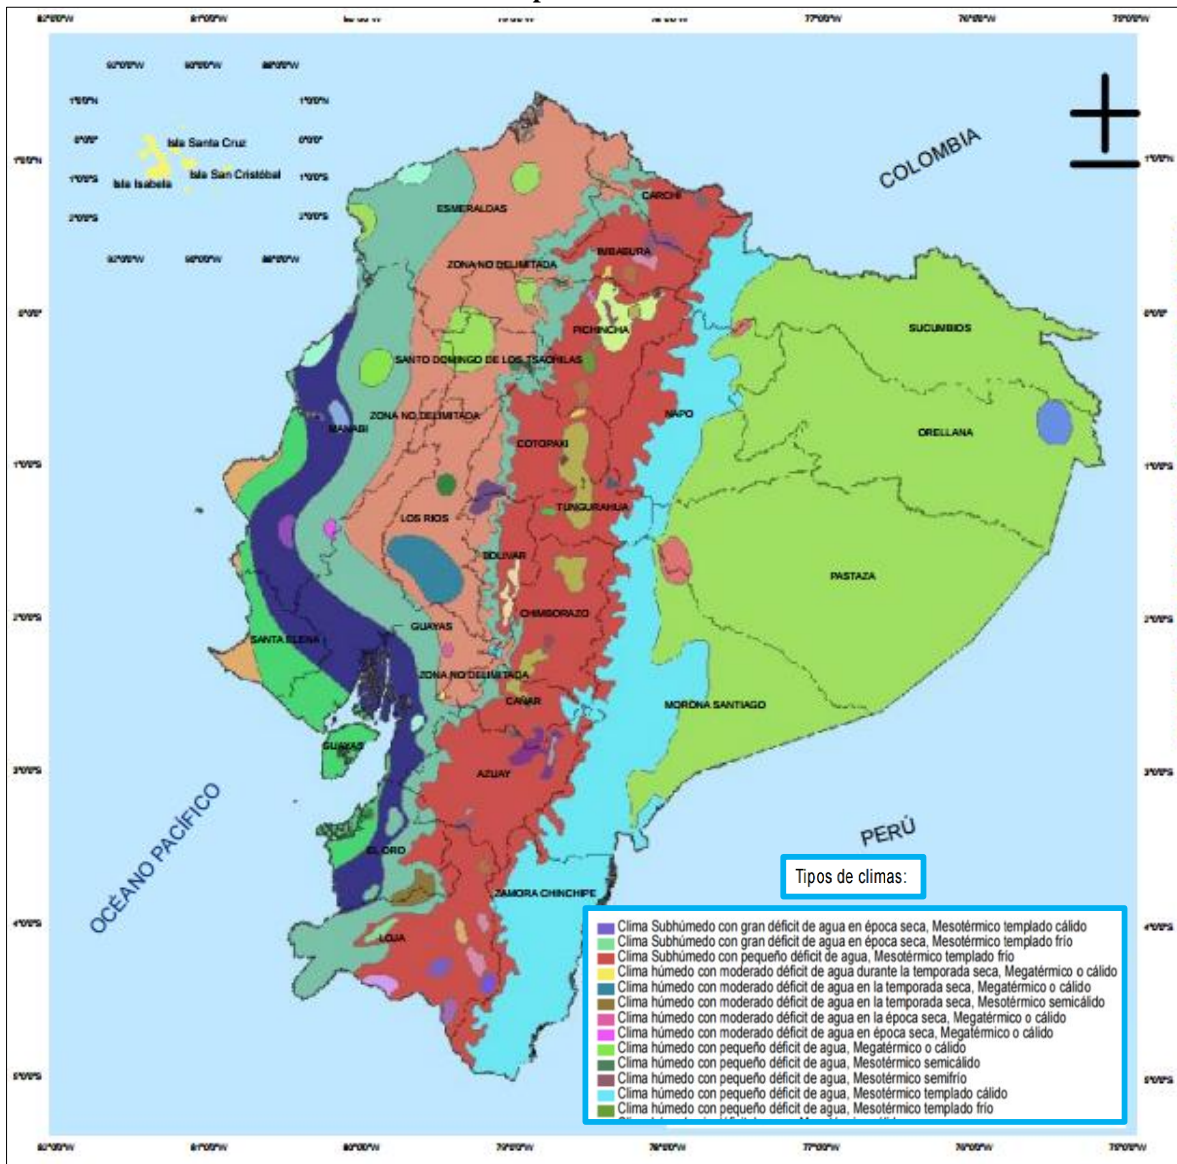 Isla Santa Cruz
Isla Isabela
Isla San Cristóbal
COLOMBIA
CARCHI
ESMERALDAS
IMBABURA
ZONA NO DELIMITADA
PICHINCHA
SUCUMBIOS
SANTO DOMINGO DE LOS TSACHILAS
ZONA NO DELIMITADA
NAPO
MANABI
ORELLANA
COTOPAXI
TUNGURAHUA
LOS RIOS
BOLIVAR
PASTAZA
CHIMBORAZO
GUAYAS
SANTA ELENA
ZONA NO DELIMITADA
CAÑAR
MORONA SANTIAGO
GUAYAS
AZUAY
OCÉANO PACÍFICO
PERÚ
EL ORO
ZAMORA CHINCHIPE
LOJA
Tipos de climas:
Clima Subhúmedo con gran déficit de agua en época seca, Mesotérmico templado cálido
Clima Subhúmedo con gran déficit de agua en época seca, Mesotérmico templado frío
Clima Subhúmedo con pequeño déficit de agua, Mesotérmico templado frío
Clima húmedo con moderado déficit de agua durante la temporada seca, Megatérmico o cálido
Clima húmedo con moderado déficit de agua en la temporada seca, Megatérmico o cálido
Clima húmedo con moderado déficit de agua en la temporada seca, Mesotérmico semicálido
Clima húmedo con moderado déficit de agua en la época seca, Megatérmico o cálido
Clima húmedo con moderado déficit de agua en época seca, Megatérmico o cálido
Clima húmedo con pequeño déficit de agua, Megatérmico o cálido
Clima húmedo con pequeño déficit de agua, Mesotérmico semicálido
Clima húmedo con pequeño déficit de agua, Mesotérmico semifrío
Clima húmedo con pequeño déficit de agua, Mesotérmico templado cálido
Clima húmedo con pequeño déficit de agua, Mesotérmico templado frío